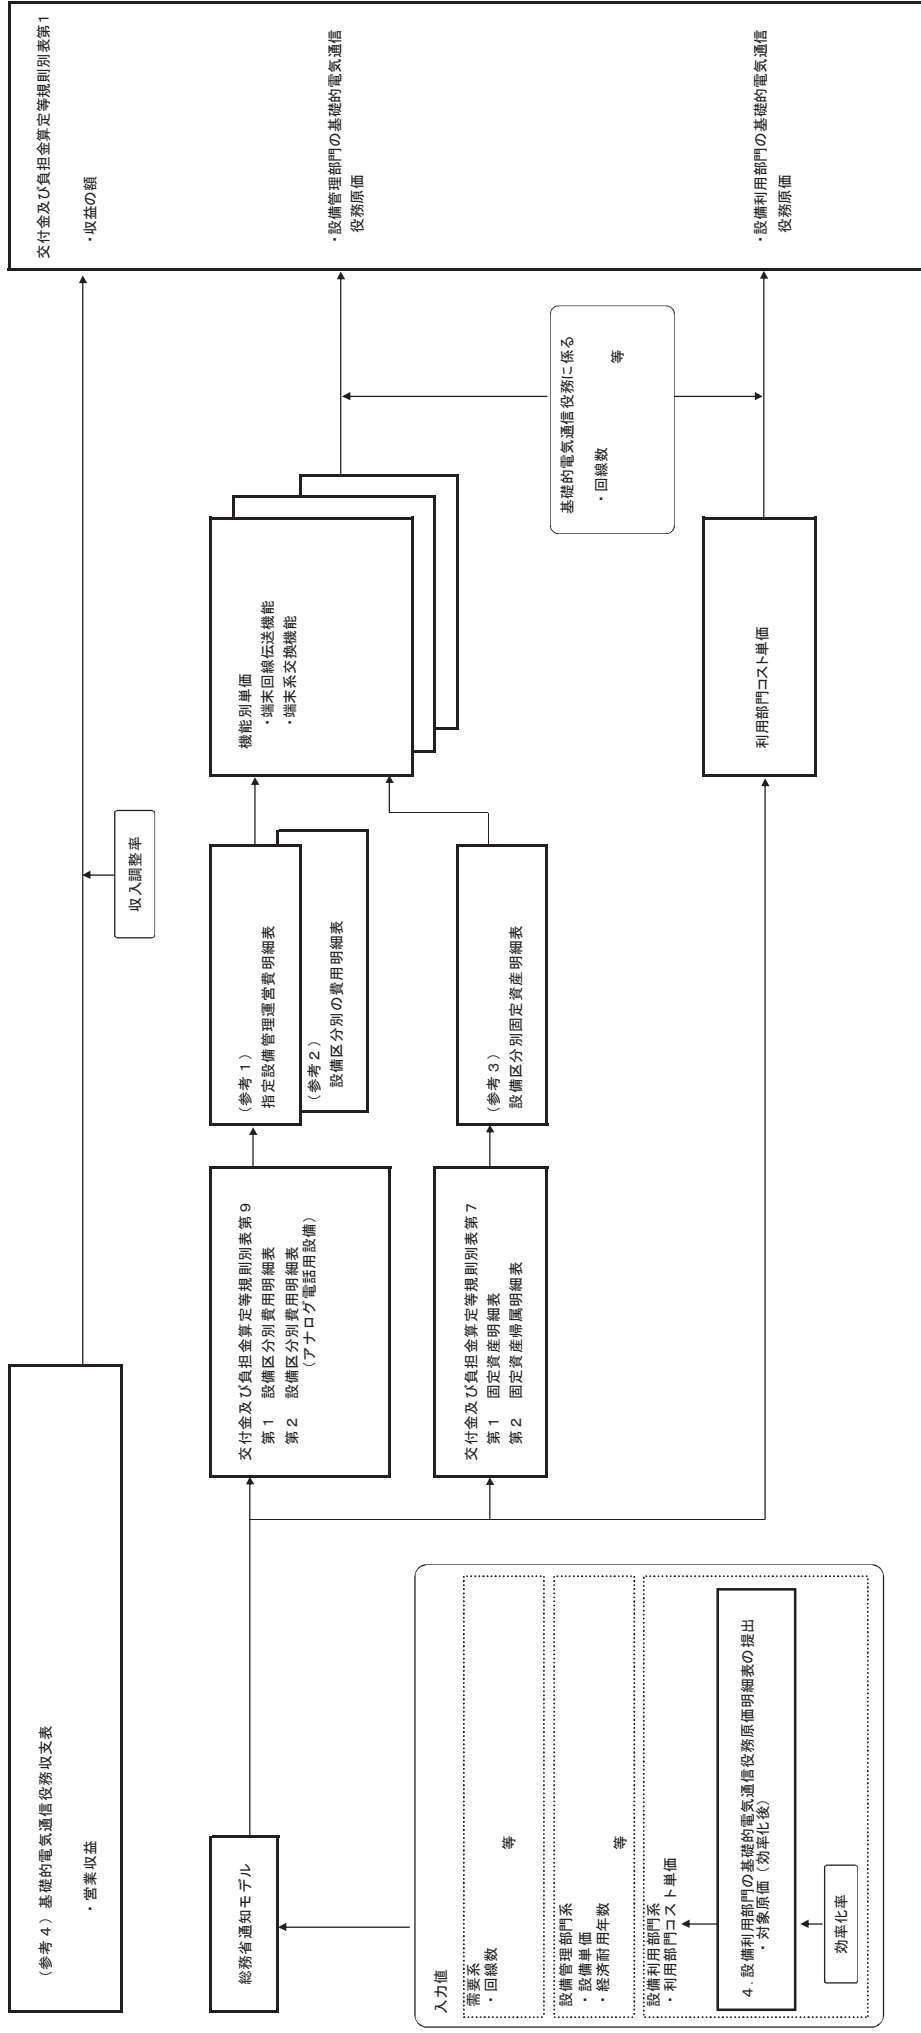 （参考４）基礎的電気通信役務収支表
・営業収益
収入調整率
交付金及び負担金算定等規則別表第１
・収益の額
・設備管理部門の基礎的電気通信
役務原価
・設備利用部門の基礎的電気通信
役務原価
総務省通知モデル
交付金及び負担金算定等規則別表第９
第１　設備区分別費用明細表
第２　設備区分別費用明細表
（アナログ電話用設備）
（参考１）
指定設備管理運営費明細表
（参考２）
設備区分別の費用明細表
機能別単価
・端末回線伝送機能
・端末系交換機能
交付金及び負担金算定等規則別表第７
第１　固定資産明細表
第２　固定資産帰属明細表
（参考３）
設備区分別固定資産明細表
基礎的電気通信役務に係る
・回線数
等
利用部門コスト単価
入力値
需要系
・回線数
等
設備管理部門系
・設備単価
・経済耐用年数
等
設備利用部門系
・利用部門コスト単価
４．設備利用部門の基礎的電気通信役務原価明細表の提出
・対象原価（効率化後）
効率化率